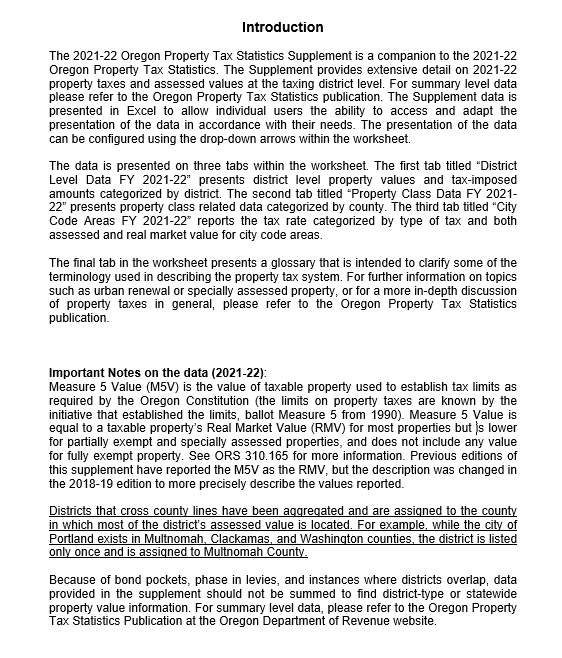 Introduction
The 2021-22 Oregon Property Tax Statistics Supplement is a companion to the 2021-22
Oregon Property Tax Statistics. The Supplement provides extensive detail on 2021-22
property taxes and assessed values at the taxing district level. For summary level data
please refer to the Oregon Property Tax Statistics publication. The Supplement data is
presented in Excel to allow individual users the ability to access and adapt the
presentation of the data in accordance with their needs. The presentation of the data
can be configured using the drop-down arrows within the worksheet.
The data is presented on three tabs within the worksheet. The first tab titled “District
Level Data FY 2021-22” presents district level property values and tax-imposed
amounts categorized by district. The second tab titled “Property Class Data FY 2021-
22” presents property class related data categorized by county. The third tab titled “City
Code Areas FY 2021-22” reports the tax rate categorized by type of tax and both
assessed and real market value for city code areas.
The final tab in the worksheet presents a glossary that is intended to clarify some of the
terminology used in describing the property tax system. For further information on topics
such as urban renewal or specially assessed property, or for a more in-depth discussion
of property taxes in general, please refer to the Oregon Property Tax Statistics
publication.
Important Notes on the data (2021-22):
Measure 5 Value (M5V) is the value of taxable property used to establish tax limits as
required by the Oregon Constitution (the limits on property taxes are known by the
initiative that established the limits, ballot Measure 5 from 1990). Measure 5 Value is
equal to a taxable property’s Real Market Value (RMV) for most properties but is lower
for partially exempt and specially assessed properties, and does not include any value
for fully exempt property. See ORS 310.165 for more information. Previous editions of
this supplement have reported the M5V as the RMV, but the description was changed in
the 2018-19 edition to more precisely describe the values reported.
Districts that cross county lines have been aggregated and are assigned to the county
in which most of the district’s assessed value is located. For example, while the city of
Portland exists in Multnomah, Clackamas, and Washington counties, the district is listed
only once and is assigned to Multnomah County.
Because of bond pockets, phase in levies, and instances where districts overlap, data
provided in the supplement should not be summed to find district-type or statewide
property value information. For summary level data, please refer to the Oregon Property
Tax Statistics Publication at the Oregon Department of Revenue website.